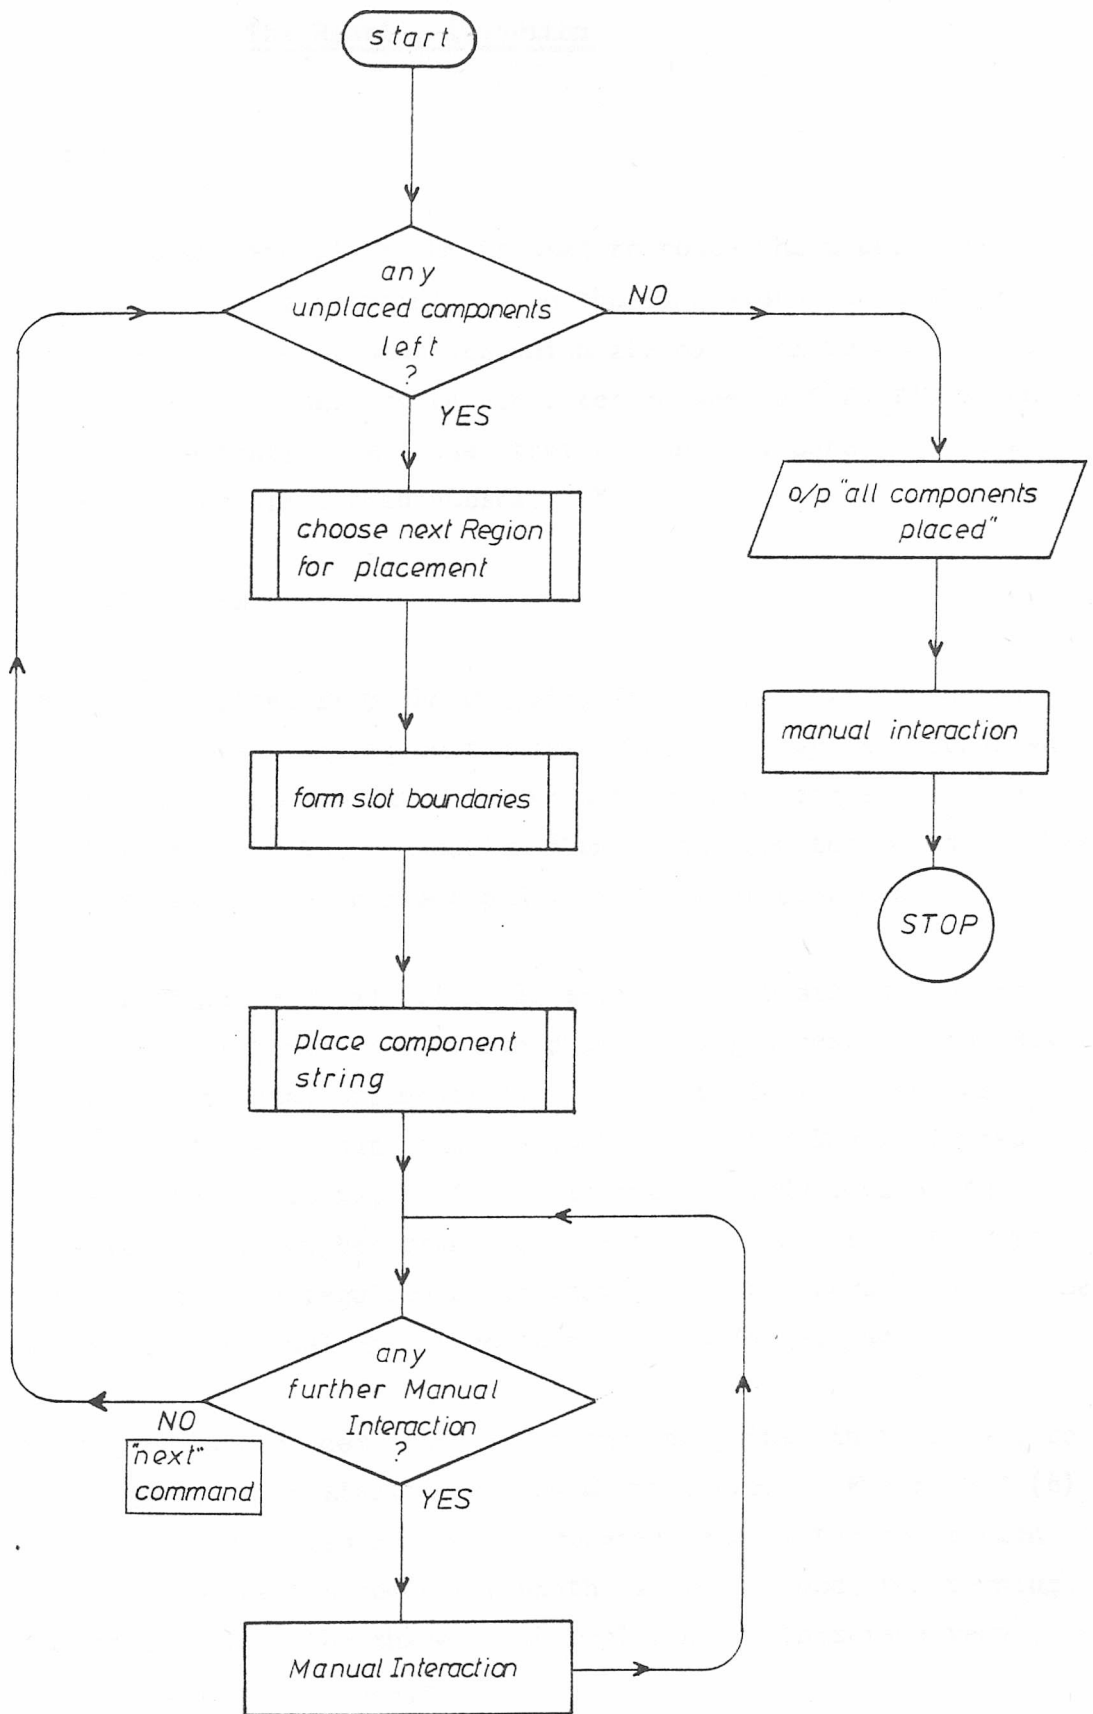 start
any
unplaced components
left
?
NO
YES
o/p "all components
placed"
choose next Region
for placement
manual interaction
form slot boundaries
STOP
place component
string
any
further Manual
Interaction
?
NO
"next"
command
YES
Manual Interaction